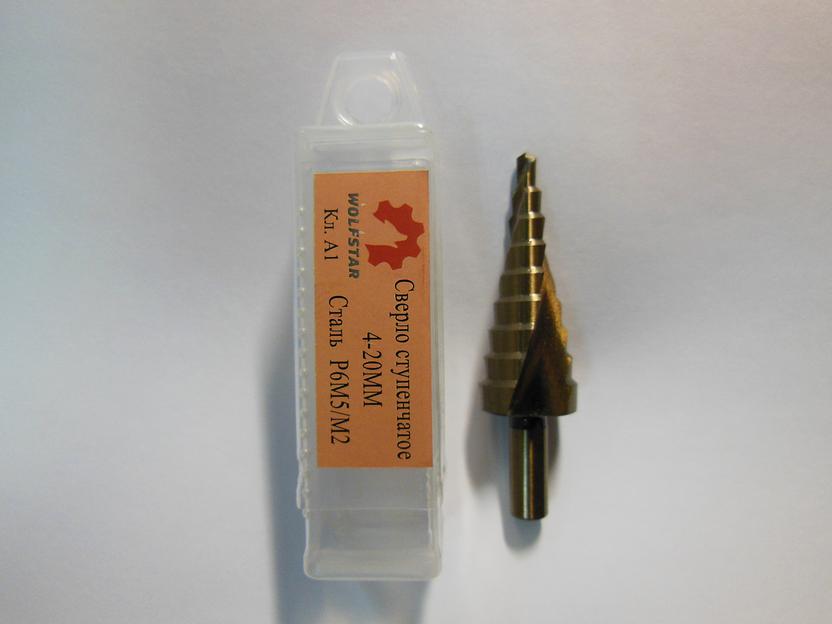 WOLFSTAR
Сверло ступенчатое
4-20ММ
Кл. А1 Сталь Р6М5/М2